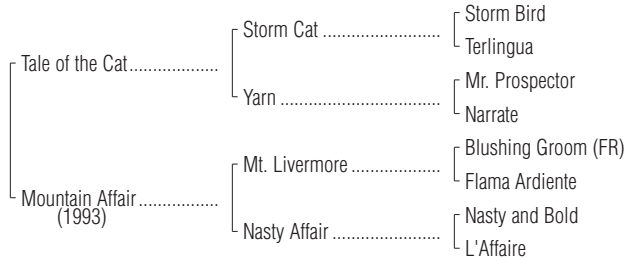 Storm Bird
Storm Cat ........................
Terlingua
Tale of the Cat..................
Mr. Prospector
Yarn .................................
Narrate
Blushing Groom (FR)
Mt. Livermore ..................
Flama Ardiente
Mountain Affair................
(1993)
Nasty and Bold
Nasty Affair ......................
L'Affaire